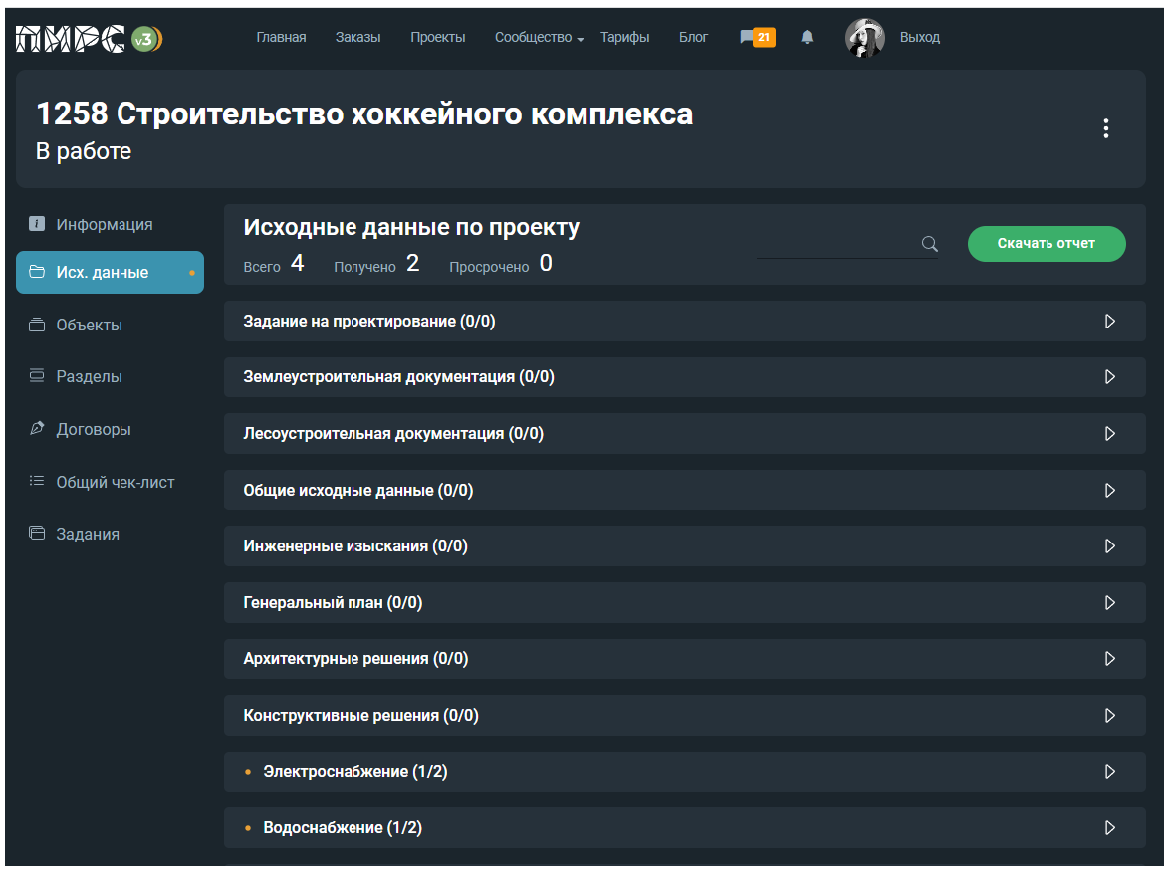 ПИРС v3
Главная Заказы Проекты Сообщество Тарифы Блог 21 Выход
1258 Строительство хоккейного комплекса
В работе
Информация
Исх. данные
Объекты
Разделы
Договоры
Общий чек-лист
Задания
Исходные данные по проекту
Всего 4 Получено 2 Просрочено 0
Скачать отчет
Задание на проектирование (0/0)
Землеустроительная документация (0/0)
Лесоустроительная документация (0/0)
Общие исходные данные (0/0)
Инженерные изыскания (0/0)
Генеральный план (0/0)
Архитектурные решения (0/0)
Конструктивные решения (0/0)
Электроснабжение (1/2)
Водоснабжение (1/2)